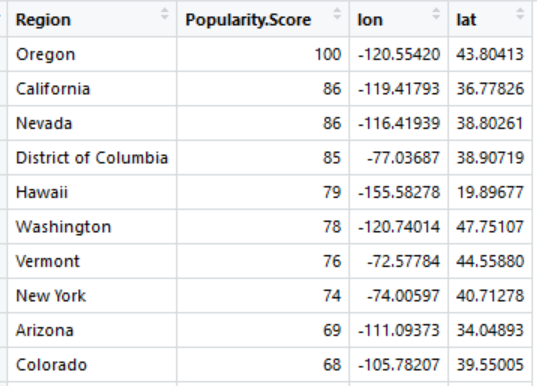 Region Popularity.Score lon lat
Oregon 100 -120.55420 43.80413
California 86 -119.41793 36.77826
Nevada 86 -116.41939 38.80261
District of Columbia 85 -77.03687 38.90719
Hawaii 79 -155.58278 19.89677
Washington 78 -120.74014 47.75107
Vermont 76 -72.57784 44.55880
New York 74 -74.00597 40.71278
Arizona 69 -111.09373 34.04893
Colorado 68 -105.78207 39.55005